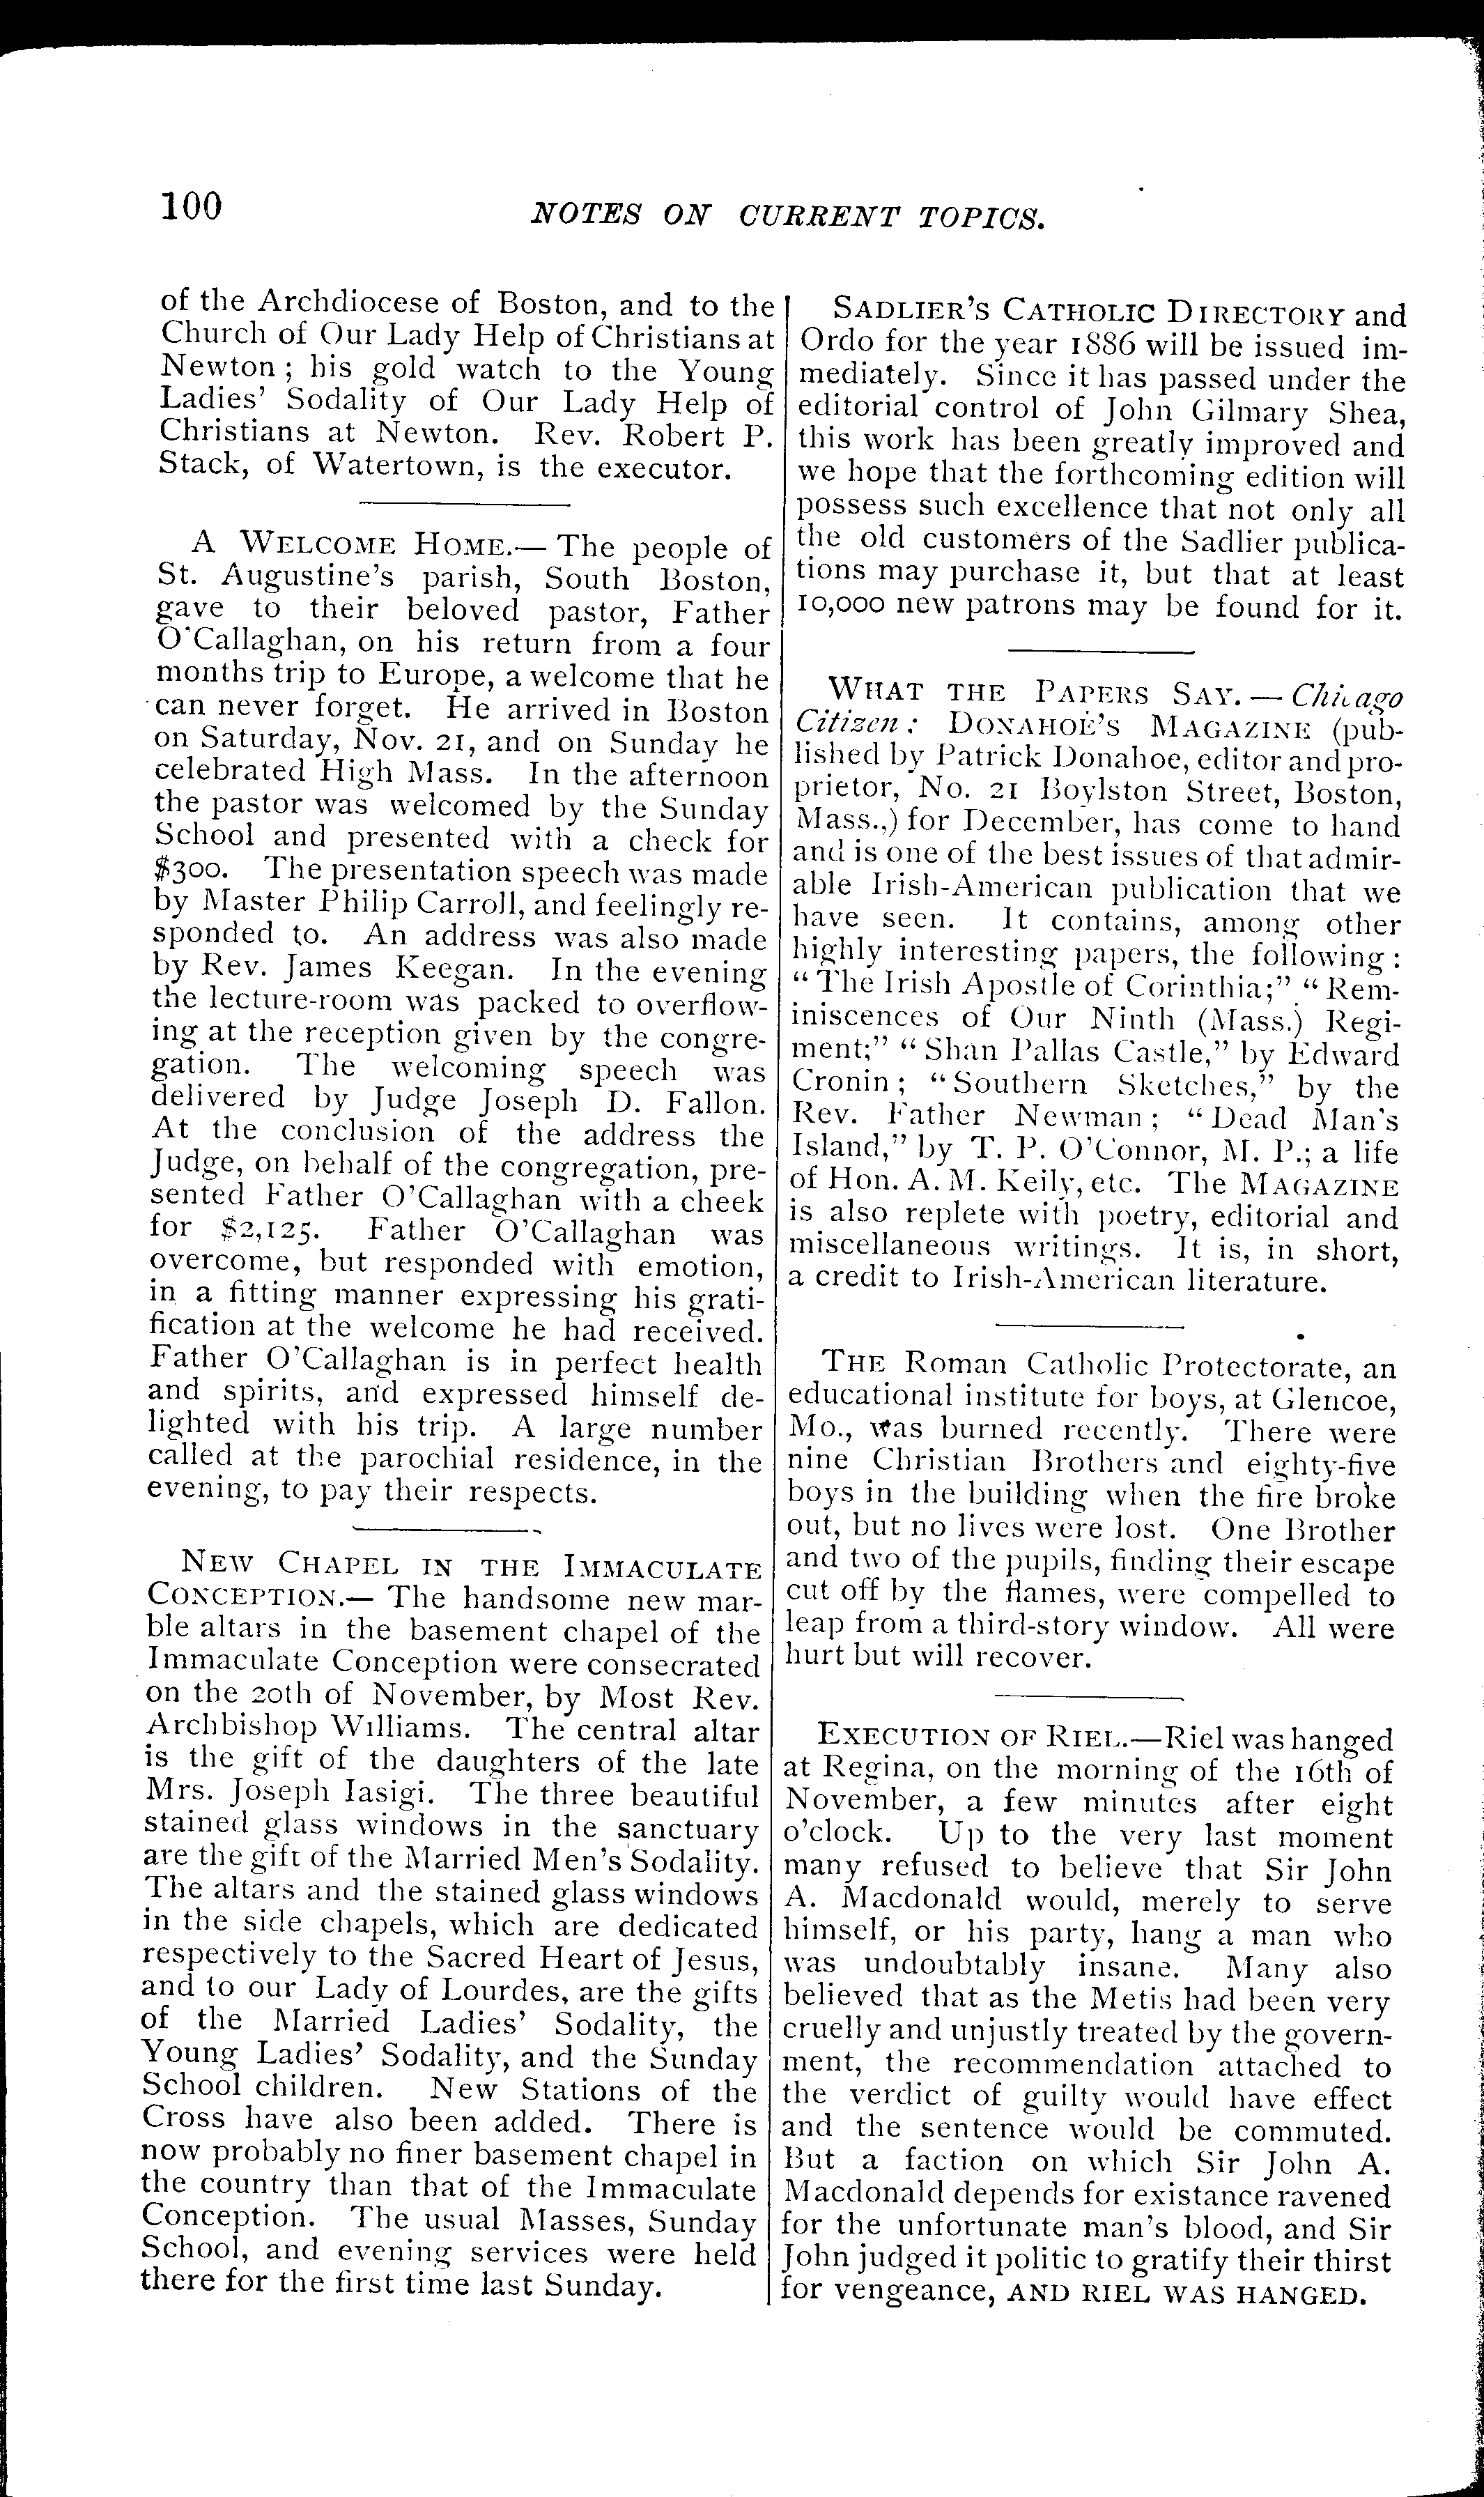 100
NOTES ON CURRENT TOPICS.
of the Archdiocese of Boston, and to the
Church of Our Lady Help of Christians at
Newton ; his gold watch to the Young
Ladies' Sodality of Our Lady Help of
Christians at Newton. Rev. Robert P.
Stack, of Watertown, is the executor.
A WELCOME HOME.— The people of
St. Augustine's parish, South Boston,
gave to their beloved pastor, Father
O'Callaghan, on his return from a four
months trip to Europe, a welcome that he
can never forget. He arrived in Boston
on Saturday, Nov. 21, and on Sunday he
celebrated High Mass. In the afternoon
the pastor was welcomed by the Sunday
School and presented with a check for
$300. The presentation speech was made
by Master Philip Carroll, and feelingly re-
sponded to. An address was also made
by Rev. James Keegan. In the evening
the lecture-room was packed to overflow-
ing at the reception given by the congre-
gation. The welcoming speech was
delivered by Judge Joseph D. Fallon.
At the conclusion of the address the
Judge, on behalf of the congregation, pre-
sented Father O'Callaghan with a cheek
for $2,125. Father O'Callaghan was
overcome, but responded with emotion,
in a fitting manner expressing his grati-
fication at the welcome he had received.
Father O'Callaghan is in perfect health
and spirits, and expressed himself de-
lighted with his trip. A large number
called at the parochial residence, in the
evening, to pay their respects.
NEW CHAPEL IN THE IMMACULATE
CONCEPTION.— The handsome new mar-
ble altars in the basement chapel of the
Immaculate Conception were consecrated
on the 20th of November, by Most Rev.
Archbishop Williams. The central altar
is the gift of the daughters of the late
Mrs. Joseph Iasigi. The three beautiful
stained glass windows in the sanctuary
are the gift of the Married Men's Sodality.
The altars and the stained glass windows
in the side chapels, which are dedicated
respectively to the Sacred Heart of Jesus,
and to our Lady of Lourdes, are the gifts
of the Married Ladies' Sodality, the
Young Ladies' Sodality, and the Sunday
School children. New Stations of the
Cross have also been added. There is
now probably no finer basement chapel in
the country than that of the Immaculate
Conception. The usual Masses, Sunday
School, and evening services were held
there for the first time last Sunday.
SADLIER'S CATHOLIC DIRECTORY and
Ordo for the year 1886 will be issued im-
mediately. Since it has passed under the
editorial control of John Gilmary Shea,
this work has been greatly improved and
we hope that the forthcoming edition will
possess such excellence that not only all
the old customers of the Sadlier publica-
tions may purchase it, but that at least
10,000 new patrons may be found for it.
WHAT THE PAPERS SAY. — Chicago
Citizen : DONAHOE'S MAGAZINE (pub-
lished by Patrick Donahoe, editor and pro-
prietor, No. 21 Boylston Street, Boston,
Mass.,) for December, has come to hand
and is one of the best issues of that admir-
able Irish-American publication that we
have seen. It contains, among other
highly interesting papers, the following :
" The Irish Apostle of Corinthia;" " Rem-
iniscences of Our Ninth (Mass.) Regi-
ment;" " Shan Pallas Castle," by Edward
Cronin ; " Southern Sketches," by the
Rev. Father Newman ; " Dead Man's
Island," by T. P. O'Connor, M. P.; a life
of Hon. A. M. Keily, etc. The MAGAZINE
is also replete with poetry, editorial and
miscellaneous writings. It is, in short,
a credit to Irish-American literature.
THE Roman Catholic Protectorate, an
educational institute for boys, at Glencoe,
Mo., was burned recently. There were
nine Christian Brothers and eighty-five
boys in the building when the fire broke
out, but no lives were lost. One Brother
and two of the pupils, finding their escape
cut off by the flames, were compelled to
leap from a third-story window. All were
hurt but will recover.
EXECUTION OF RIEL.—Riel was hanged
at Regina, on the morning of the 16th of
November, a few minutes after eight
o'clock. Up to the very last moment
many refused to believe that Sir John
A. Macdonald would, merely to serve
himself, or his party, hang a man who
was undoubtably insane. Many also
believed that as the Metis had been very
cruelly and unjustly treated by the govern-
ment, the recommendation attached to
the verdict of guilty would have effect
and the sentence would be commuted.
But a faction on which Sir John A.
Macdonald depends for existance ravened
for the unfortunate man's blood, and Sir
John judged it politic to gratify their thirst
for vengeance, AND RIEL WAS HANGED.